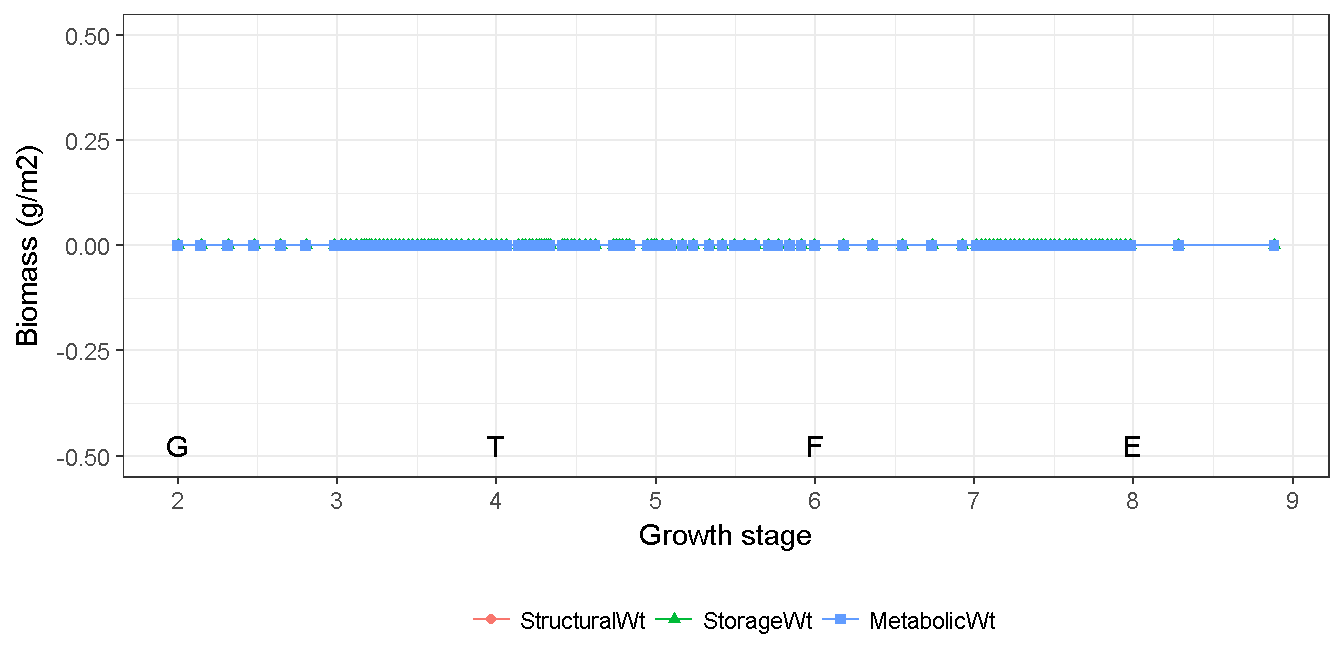 0.50
0.25
0.00
-0.25
-0.50
Biomass (g/m2)
G T F E
2 3 4 5 6 7 8 9
Growth stage
StructuralWt StorageWt MetabolicWt